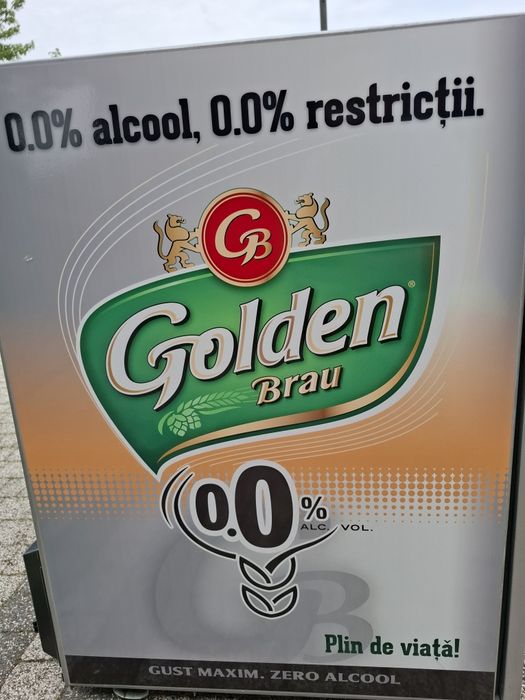 0.0% alcool, 0.0% restricții.
GB
Golden®
Brau
0.0%
ALC. VOL.
GB
Plin de viață!
GUST MAXIM. ZERO ALCOOL